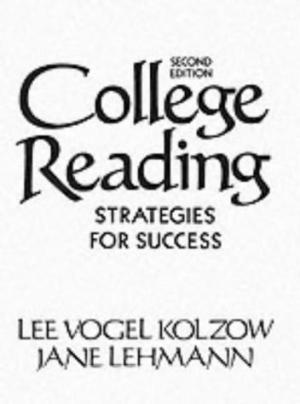 SECOND
EDITION
College
Reading
STRATEGIES
FOR SUCCESS
LEE VOGEL KOLZOW
JANE LEHMANN